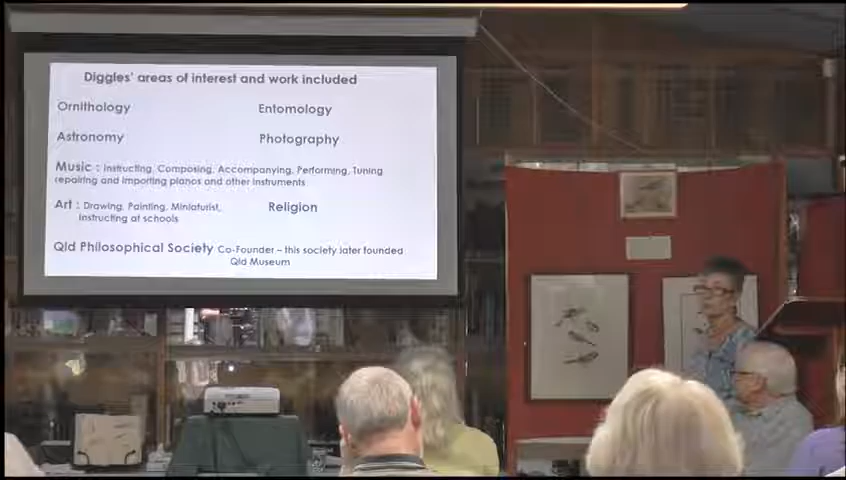 Diggles' areas of interest and work included
Ornithology Entomology
Astronomy Photography
Music : Instructing, Composing, Accompanying, Performing, Tuning
repairing and importing pianos and other instruments
Art : Drawing, Painting, Miniaturist, Religion
instructing at schools
Qld Philosophical Society Co-Founder – this society later founded
Qld Museum